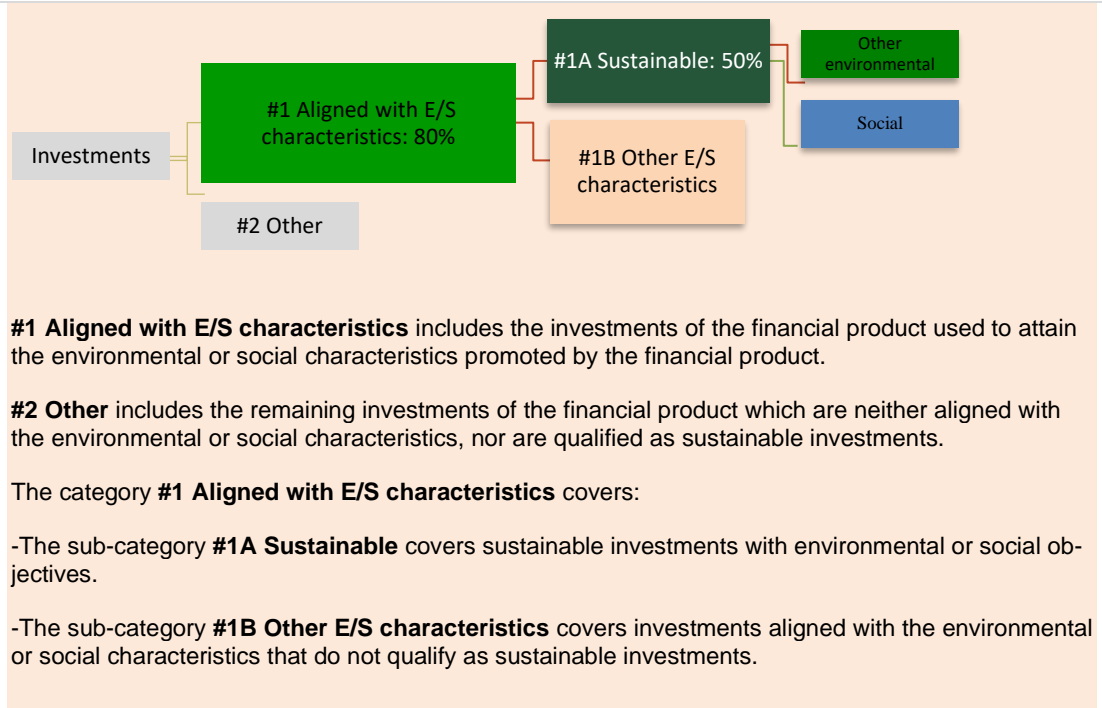 Investments
#1 Aligned with E/S
characteristics: 80%
#2 Other
#1A Sustainable: 50%
#1B Other E/S
characteristics
Other
environmental
Social
#1 Aligned with E/S characteristics includes the investments of the financial product used to attain
the environmental or social characteristics promoted by the financial product.
#2 Other includes the remaining investments of the financial product which are neither aligned with
the environmental or social characteristics, nor are qualified as sustainable investments.
The category #1 Aligned with E/S characteristics covers:
-The sub-category #1A Sustainable covers sustainable investments with environmental or social ob-
jectives.
-The sub-category #1B Other E/S characteristics covers investments aligned with the environmental
or social characteristics that do not qualify as sustainable investments.